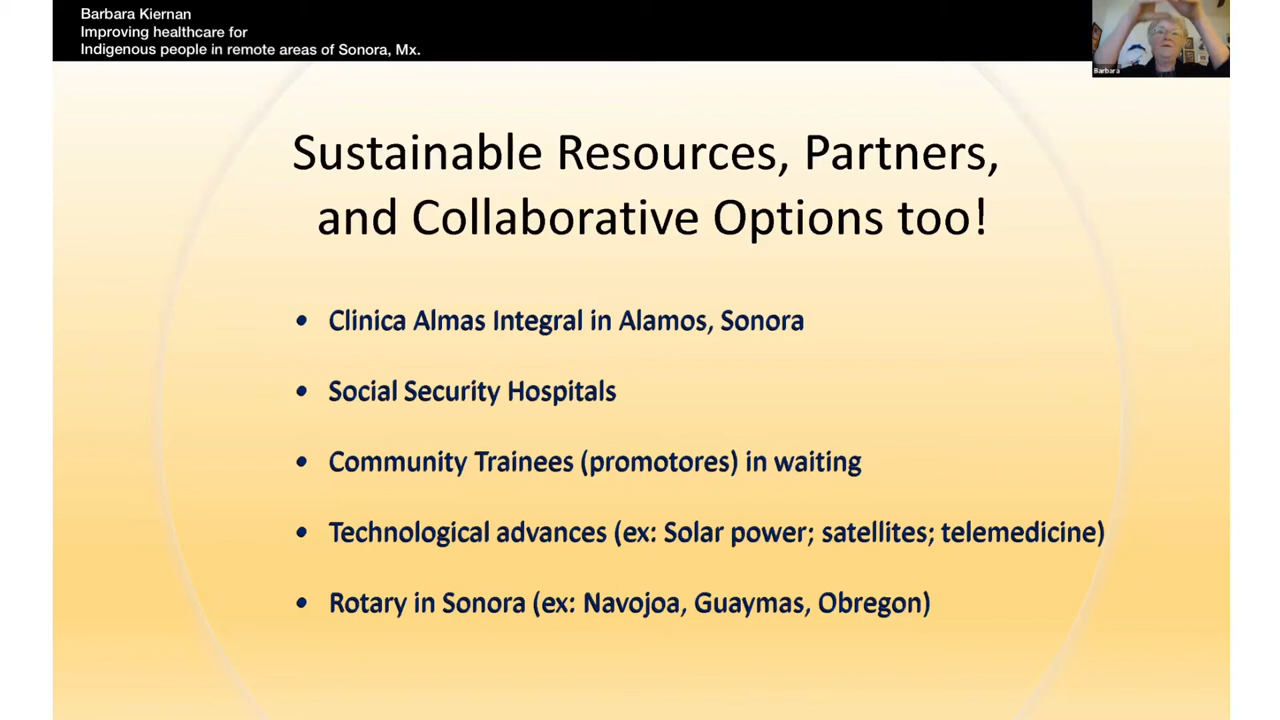 Barbara Kiernan
Improving healthcare for
Indigenous people in remote areas of Sonora, Mx.
Barbara
Sustainable Resources, Partners,
and Collaborative Options too!
• Clinica Almas Integral in Alamos, Sonora
• Social Security Hospitals
• Community Trainees (promotores) in waiting
• Technological advances (ex: Solar power; satellites; telemedicine)
• Rotary in Sonora (ex: Navojoa, Guaymas, Obregon)